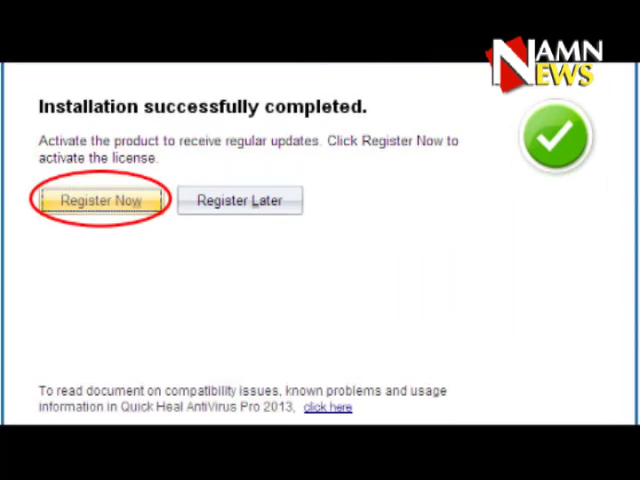 NAMN
NEWS
Installation successfully completed.
Activate the product to receive regular updates. Click Register Now to
activate the license.
Register Now
Register Later
To read document on compatibility issues, known problems and usage
information in Quick Heal AntiVirus Pro 2013, click here